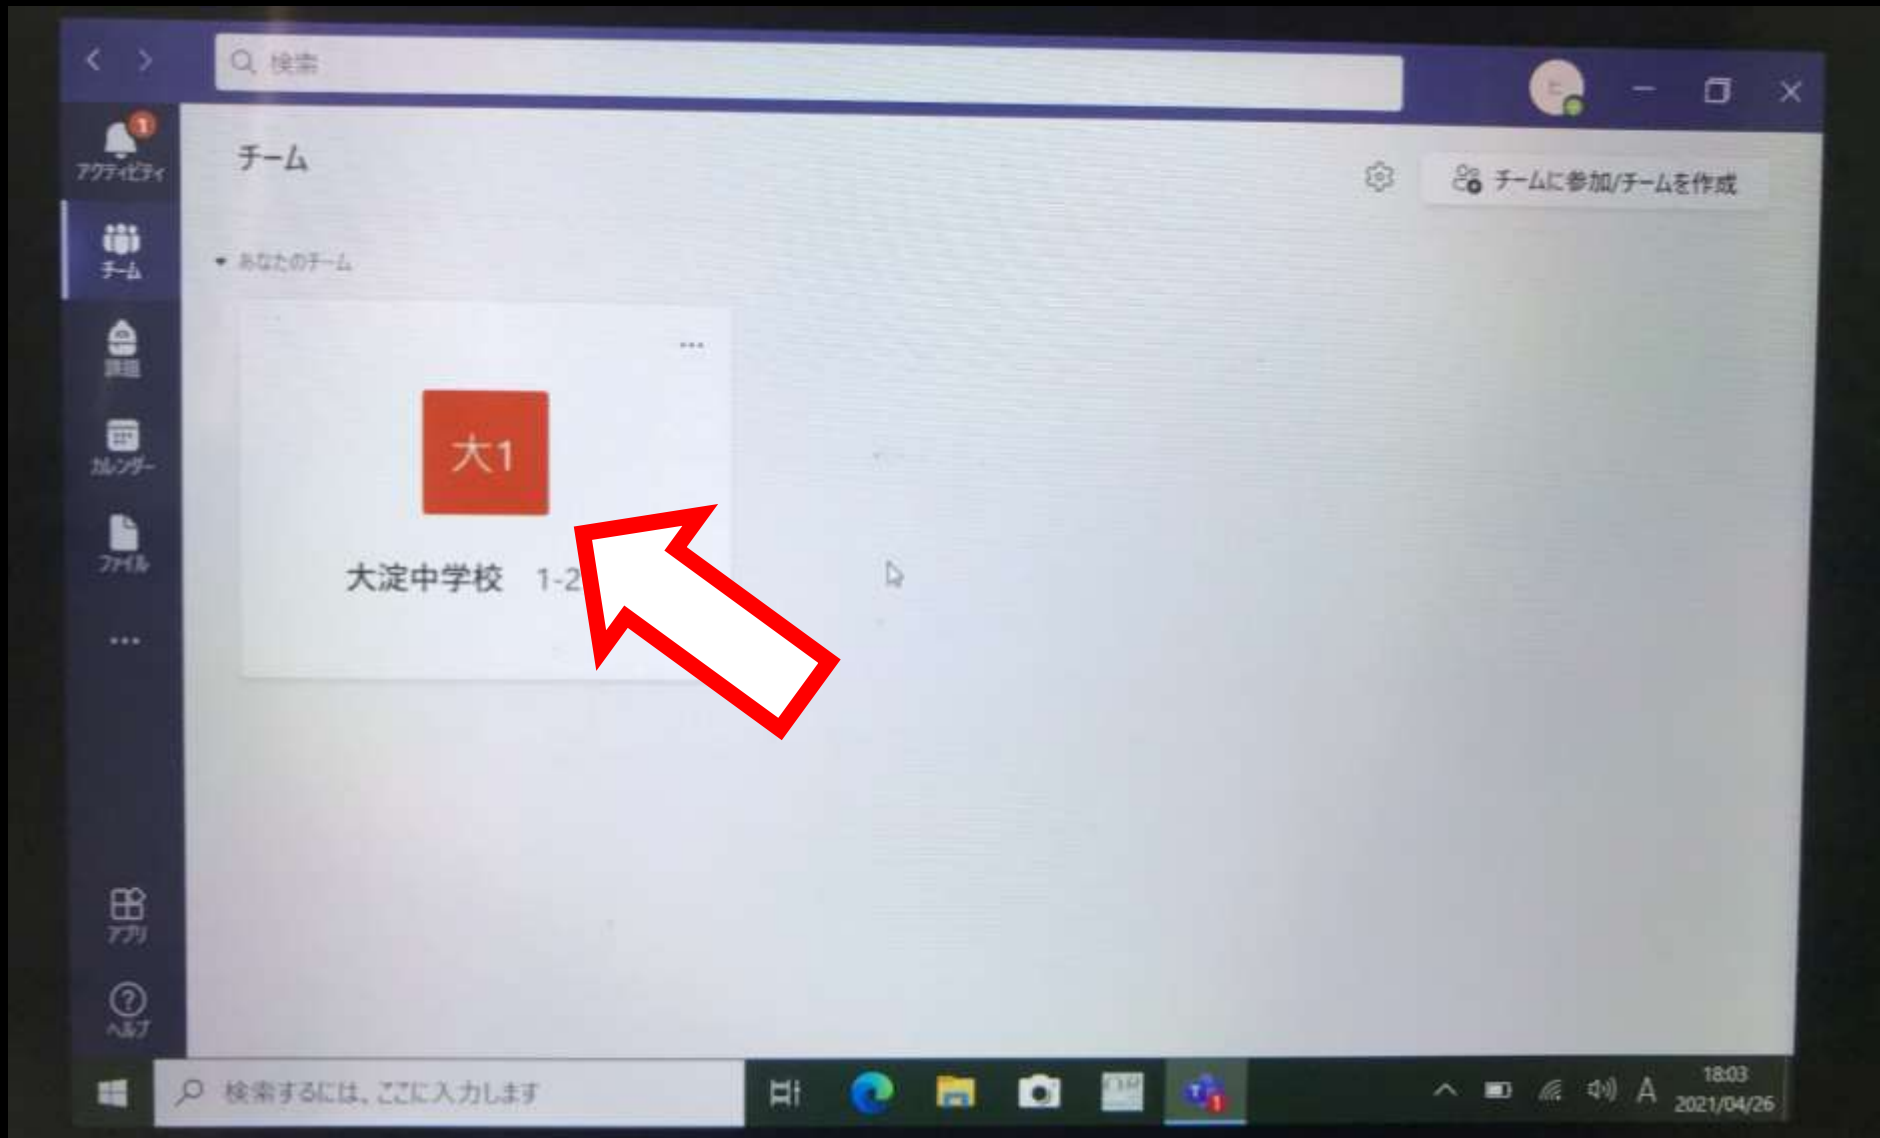 検索
アクティビティ
1
チーム
チームに参加/チームを作成
チーム
あなたのチーム
課題
大1
カレンダー
大淀中学校 1-2
ファイル
アプリ
ヘルプ
検索するには、ここに入力します
A
18:03
2021/04/26